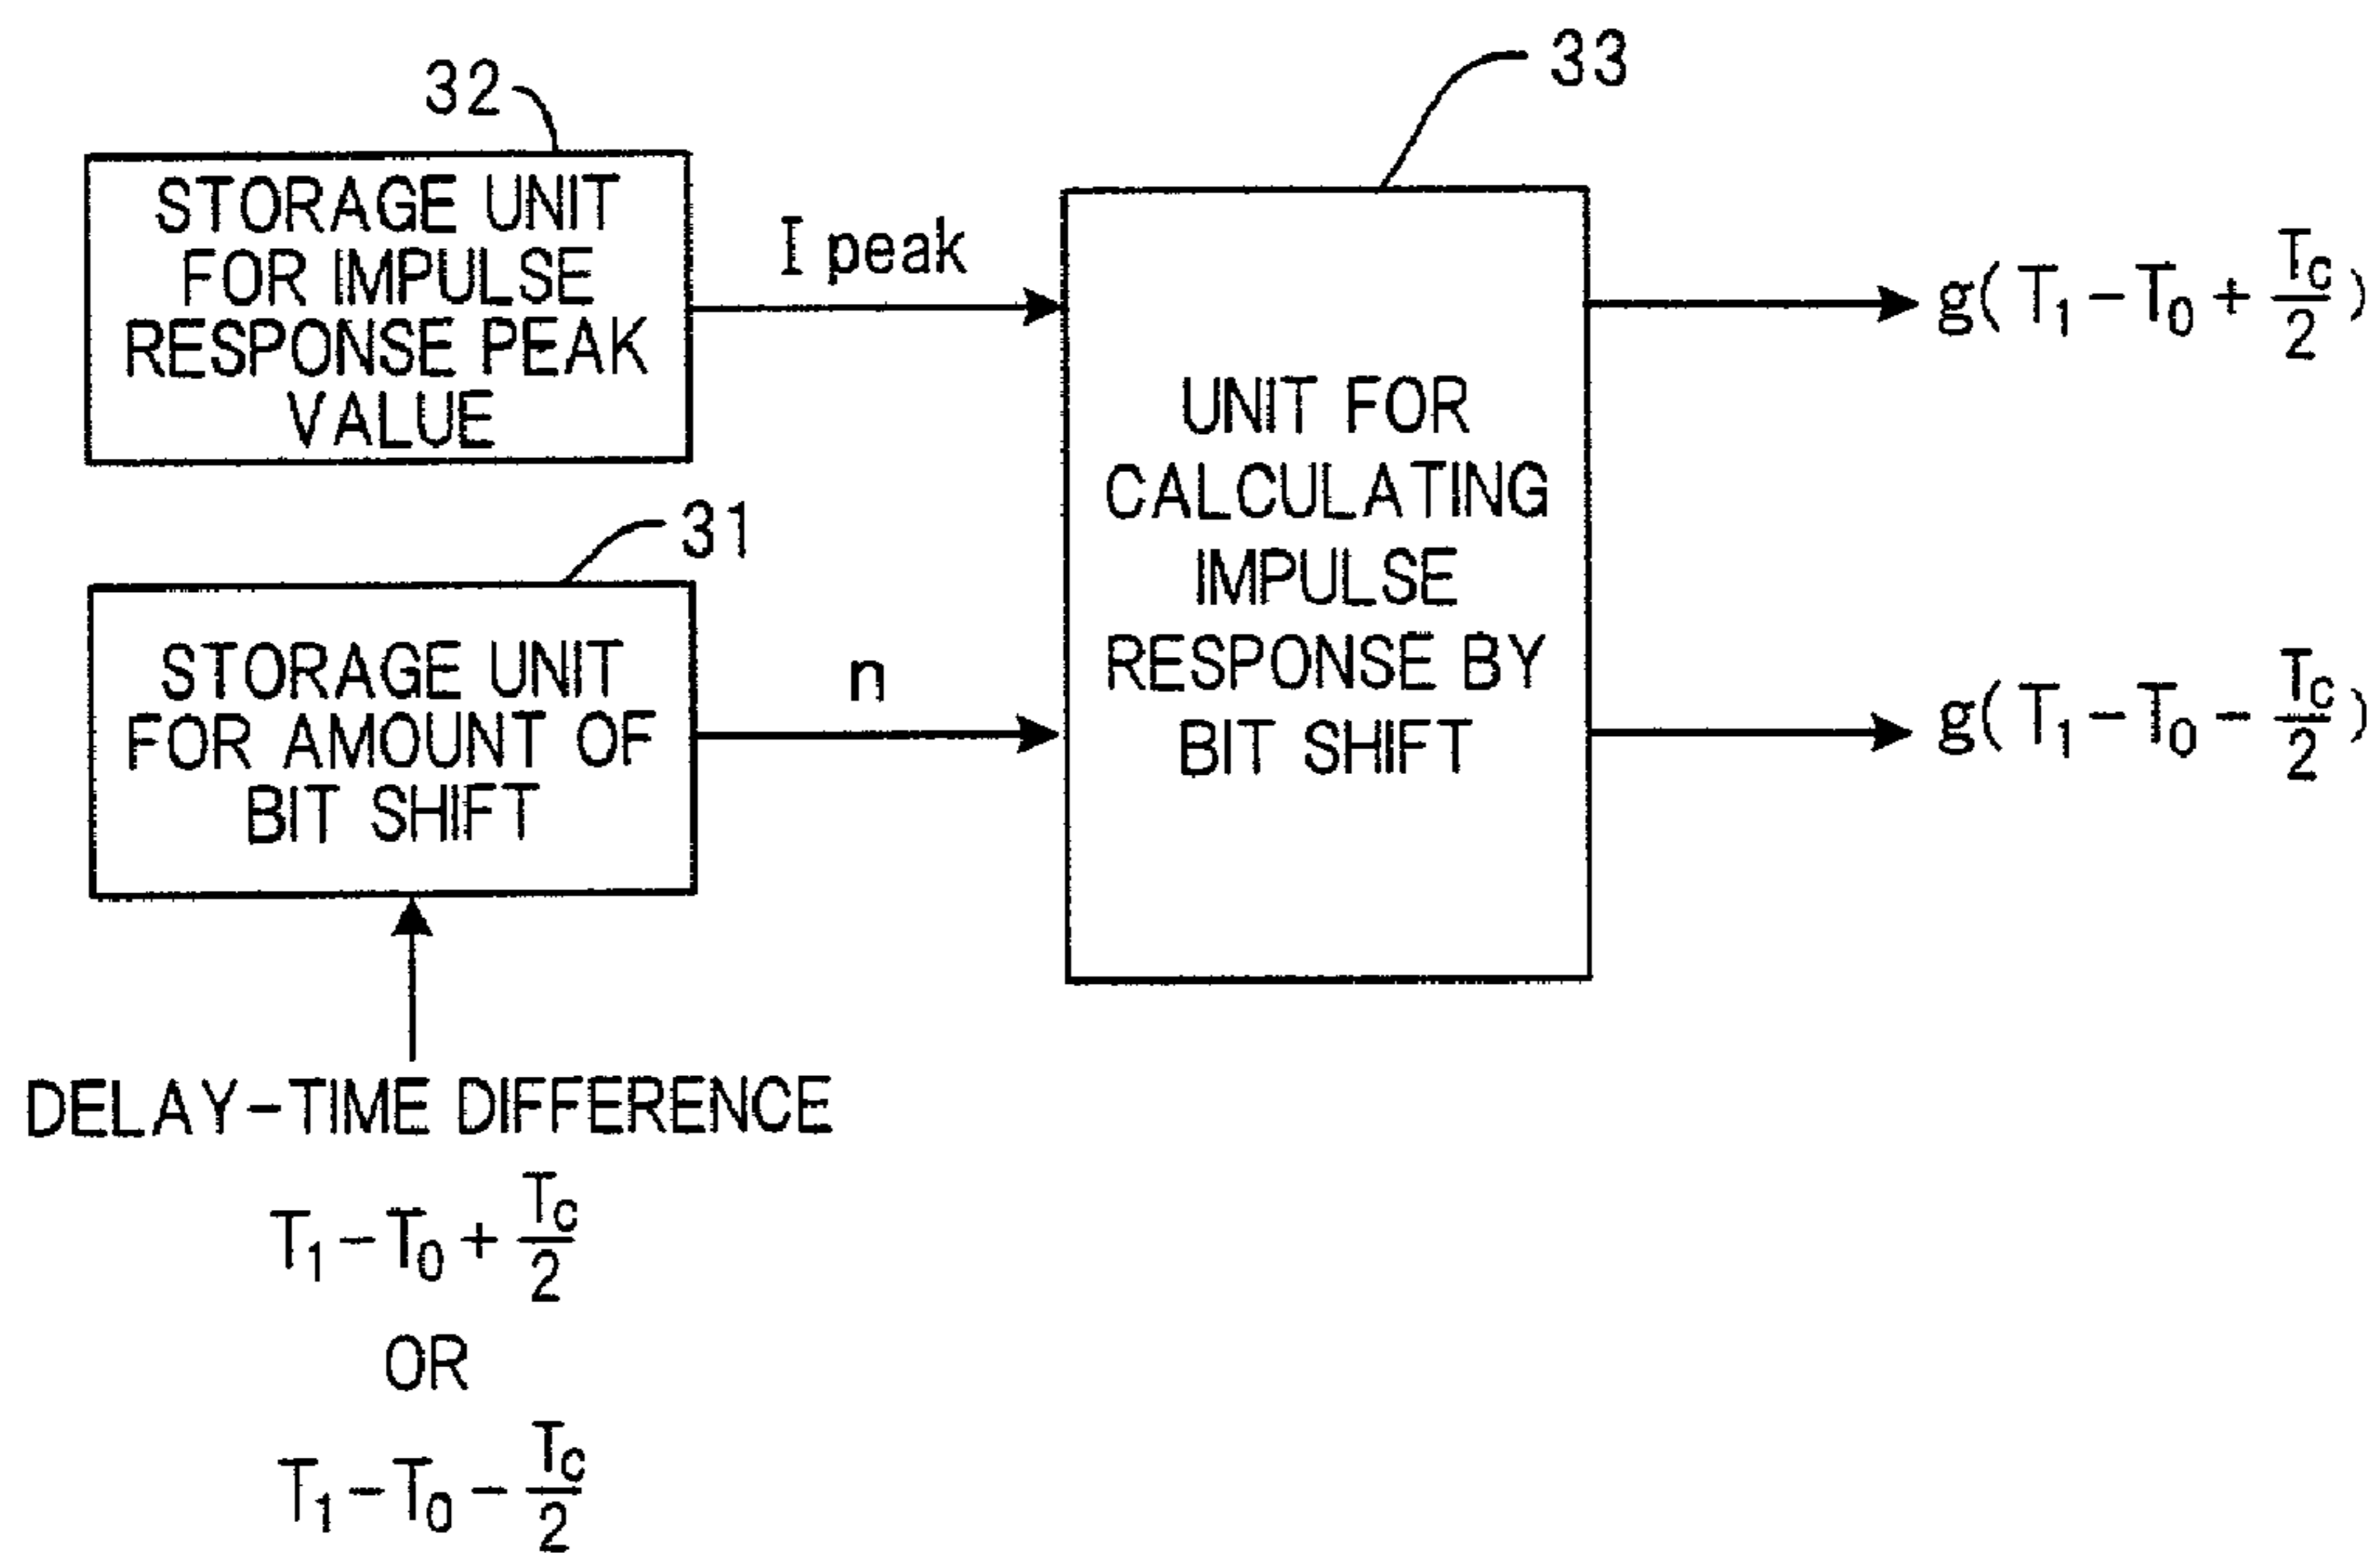 32
STORAGE UNIT
FOR IMPULSE
RESPONSE PEAK
VALUE
I peak
33
UNIT FOR
CALCULATING
IMPULSE
RESPONSE BY
BIT SHIFT
g( T₁ − T₀ + Tc/2 )
31
STORAGE UNIT
FOR AMOUNT OF
BIT SHIFT
n
g( T₁ − T₀ − Tc/2 )
DELAY-TIME DIFFERENCE
T₁ − T₀ + Tc/2
OR
T₁ − T₀ − Tc/2